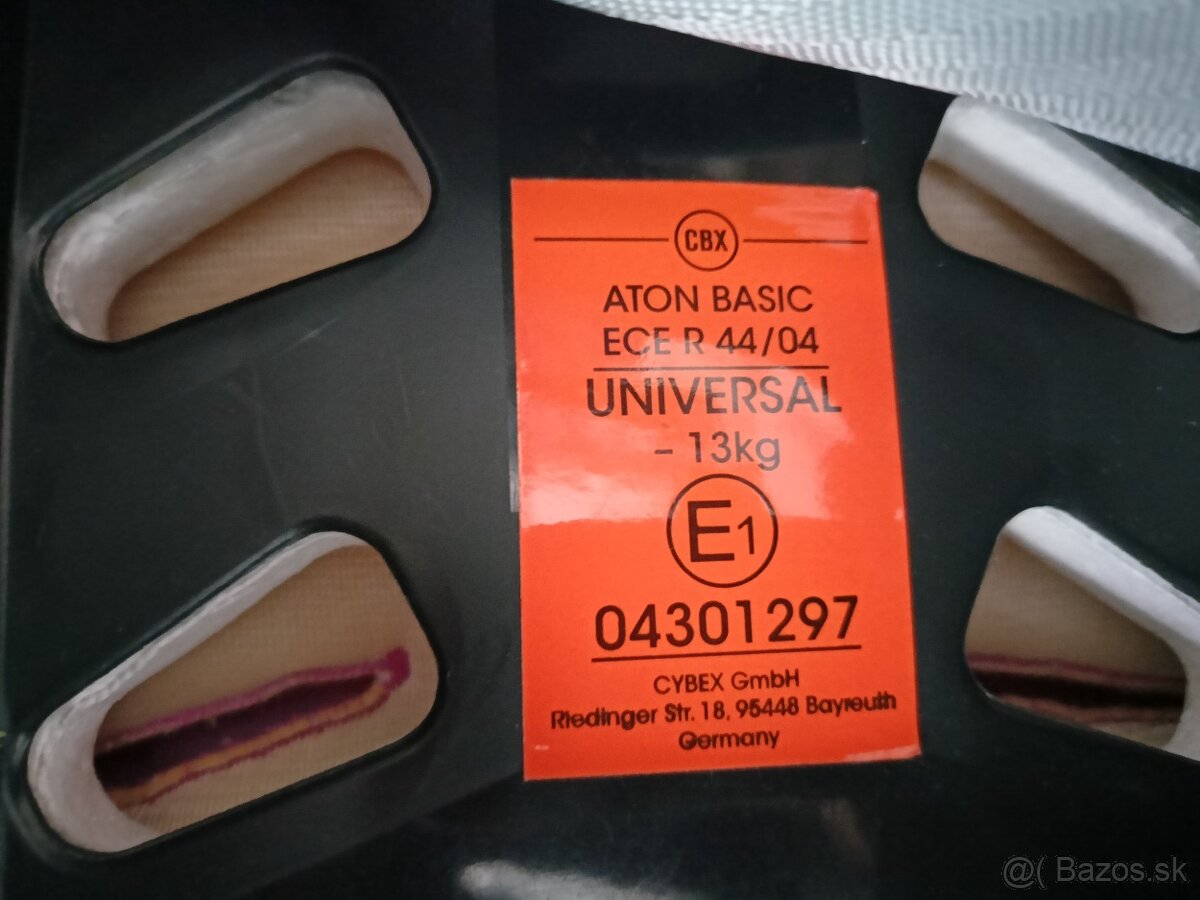 CBX
ATON BASIC
ECE R 44/04
UNIVERSAL
- 13kg
E1
04301297
CYBEX GmbH
Riedinger Str. 18, 95448 Bayreuth
Germany
@( Bazos.sk